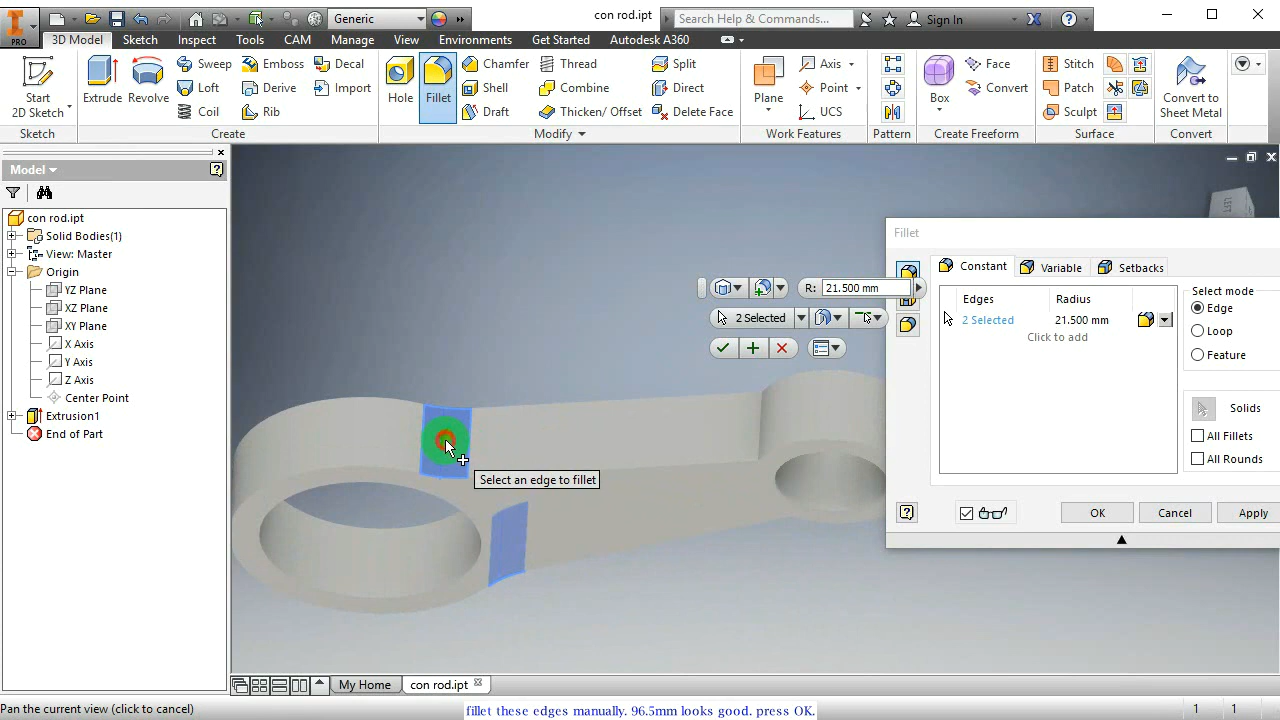 Generic
con rod.ipt
Search Help & Commands...
Sign In
PRO
3D Model Sketch Inspect Tools CAM Manage View Environments Get Started Autodesk A360
Start
2D Sketch
Extrude
Revolve
Sweep
Loft
Coil
Emboss
Derive
Rib
Decal
Import
Hole
Fillet
Chamfer
Shell
Draft
Thread
Combine
Thicken/ Offset
Split
Direct
Delete Face
Plane
Axis
Point
UCS
Box
Face
Convert
Stitch
Patch
Sculpt
Convert to
Sheet Metal
Sketch Create Modify Work Features Pattern Create Freeform Surface Convert
Model
con rod.ipt
Solid Bodies(1)
View: Master
Origin
YZ Plane
XZ Plane
XY Plane
X Axis
Y Axis
Z Axis
Center Point
Extrusion1
End of Part
LEFT
R: 21.500 mm
2 Selected
Select an edge to fillet
Fillet
Constant Variable Setbacks
Edges Radius
2 Selected 21.500 mm
Click to add
Select mode
Edge
Loop
Feature
Solids
All Fillets
All Rounds
OK Cancel Apply
My Home con rod.ipt
Pan the current view (click to cancel)
fillet these edges manually. 96.5mm looks good. press OK.
1 1